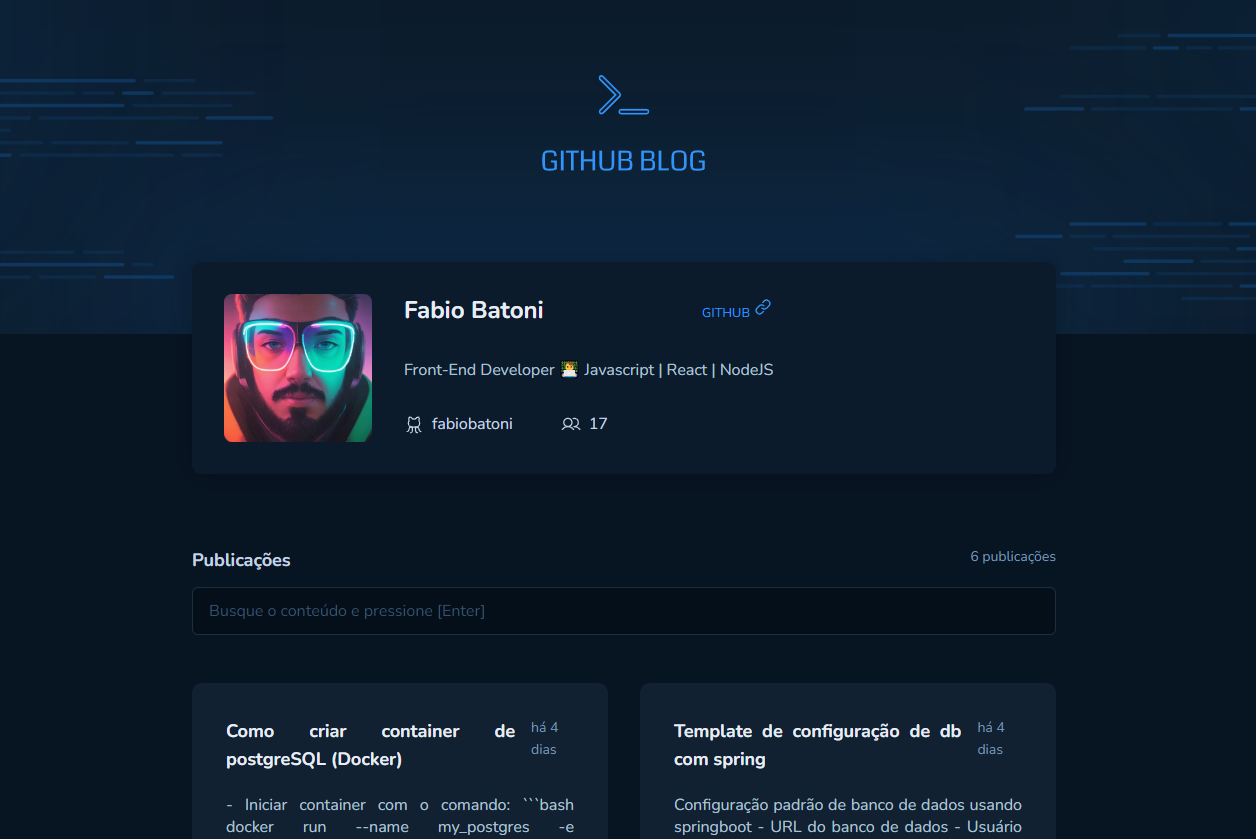 GITHUB BLOG
Fabio Batoni
GITHUB
Front-End Developer 👨‍💻 Javascript | React | NodeJS
fabiobatoni
17
Publicações
6 publicações
Busque o conteúdo e pressione [Enter]
Como criar container de
postgreSQL (Docker)
há 4
dias
- Iniciar container com o comando: ```bash
docker run --name my_postgres -e
Template de configuração de db
com spring
há 4
dias
Configuração padrão de banco de dados usando
springboot - URL do banco de dados - Usuário